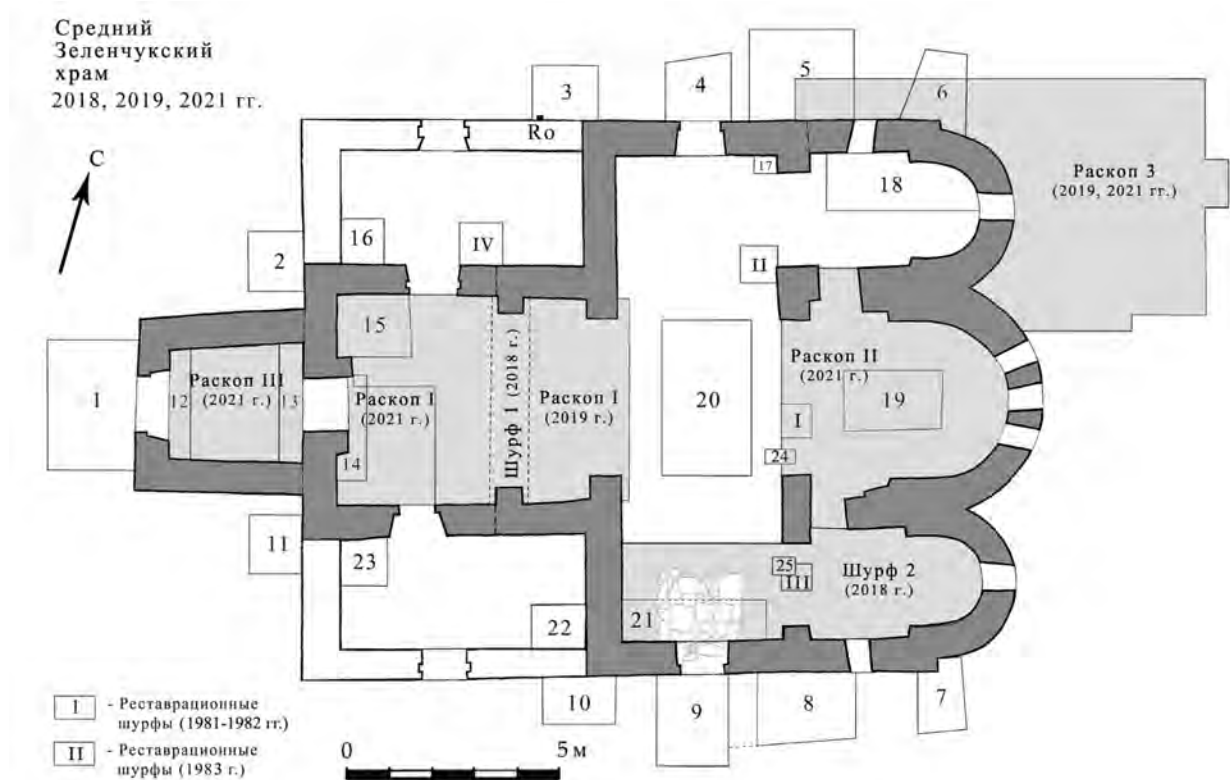 Средний
Зеленчукский
храм
2018, 2019, 2021 гг.
С
3
4
5
6
Ro
17
18
Раскоп 3
(2019, 2021 гг.)
2
16
IV
II
15
1
12
Раскоп III
(2021 г.)
13
Раскоп I
(2021 г.)
14
Шурф 1 (2018 г.)
Раскоп I
(2019 г.)
20
Раскоп II
(2021 г.)
19
I
24
11
23
22
21
25
III
Шурф 2
(2018 г.)
10
9
8
7
I - Реставрационные
шурфы (1981-1982 гг.)
II - Реставрационные
шурфы (1983 г.)
0 5 м